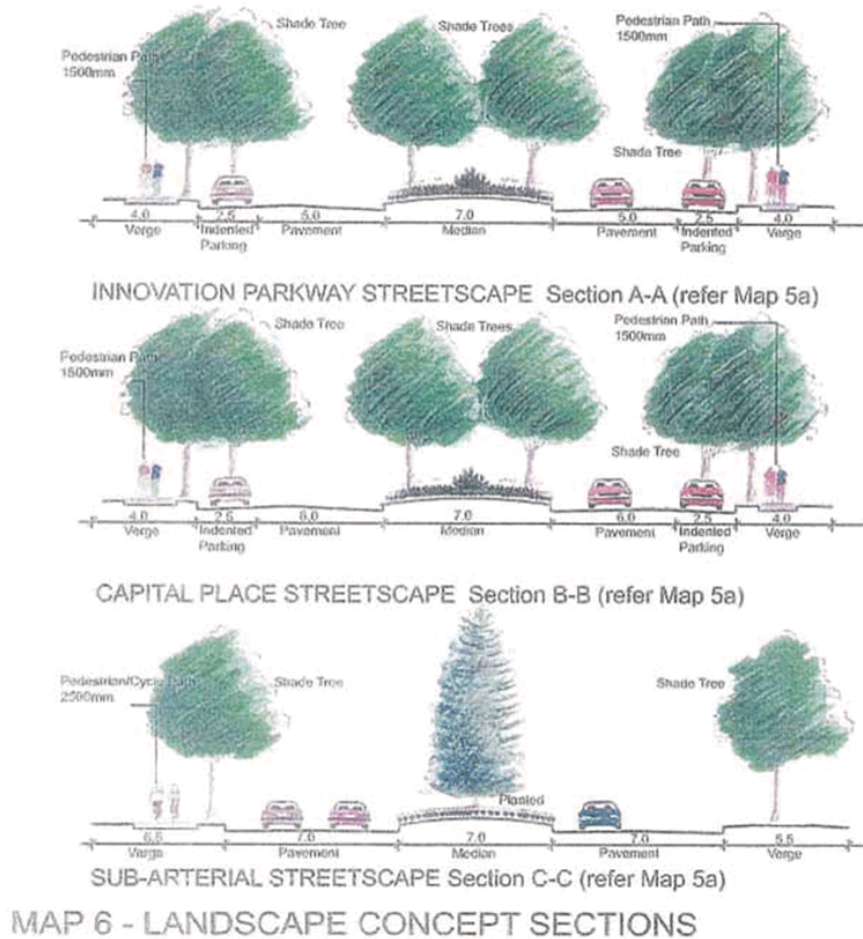 Shade Tree
Shade Trees
Pedestrian Path
1500mm
Pedestrian Path
1500mm
Shade Tree
4.0 2.5 5.0 7.0 5.0 2.5 4.0
Verge Indented Pavement Median Pavement Indented Verge
Parking Parking
INNOVATION PARKWAY STREETSCAPE Section A-A (refer Map 5a)
Shade Tree
Shade Trees
Pedestrian Path
1500mm
Pedestrian Path
1500mm
Shade Tree
4.0 2.5 6.0 7.0 6.0 2.5 4.0
Verge Indented Pavement Median Pavement Indented Verge
Parking Parking
CAPITAL PLACE STREETSCAPE Section B-B (refer Map 5a)
Pedestrian/Cycle Path
2500mm
Shade Tree
Shade Tree
Planted
7.0 7.0 7.0
Verge Pavement Median Pavement Verge
SUB-ARTERIAL STREETSCAPE Section C-C (refer Map 5a)
MAP 6 - LANDSCAPE CONCEPT SECTIONS